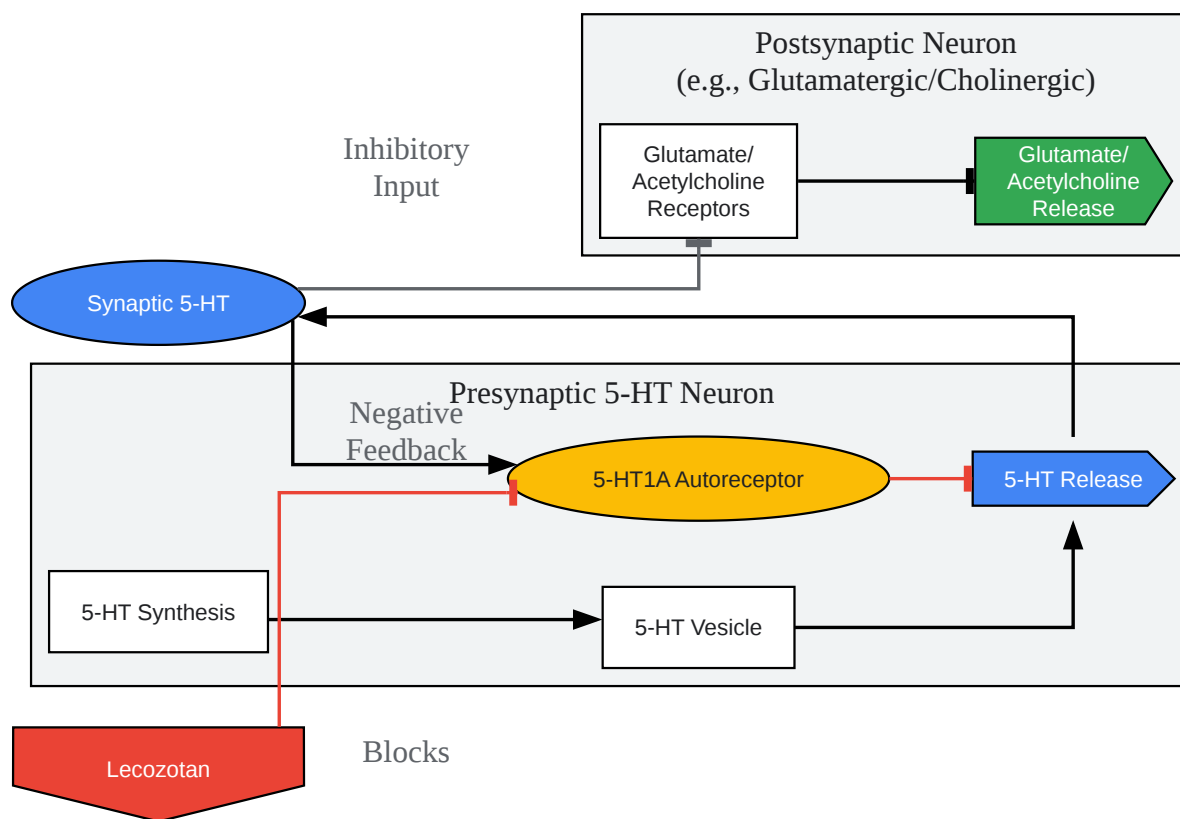 Postsynaptic Neuron
(e.g., Glutamatergic/Cholinergic)
Inhibitory
Input
Glutamate/
Acetylcholine
Receptors
Glutamate/
Acetylcholine
Release
Synaptic 5-HT
Presynaptic 5-HT Neuron
Negative
Feedback
5-HT1A Autoreceptor
5-HT Release
5-HT Synthesis
5-HT Vesicle
Lecozotan
Blocks